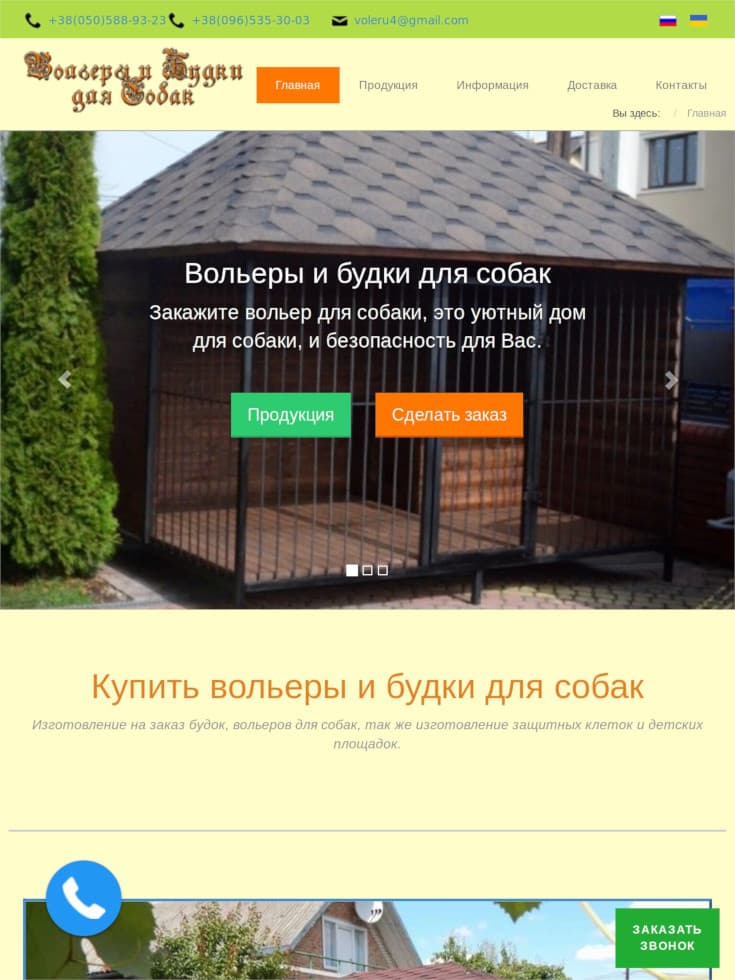 +38(050)588-93-23 +38(096)535-30-03 voleru4@gmail.com
Вольеры и Будки
для Собак
Главная Продукция Информация Доставка Контакты
Вы здесь: / Главная
Вольеры и будки для собак
Закажите вольер для собаки, это уютный дом
для собаки, и безопасность для Вас.
Продукция Сделать заказ
Купить вольеры и будки для собак
Изготовление на заказ будок, вольеров для собак, так же изготовление защитных клеток и детских
площадок.
ЗАКАЗАТЬ
ЗВОНОК